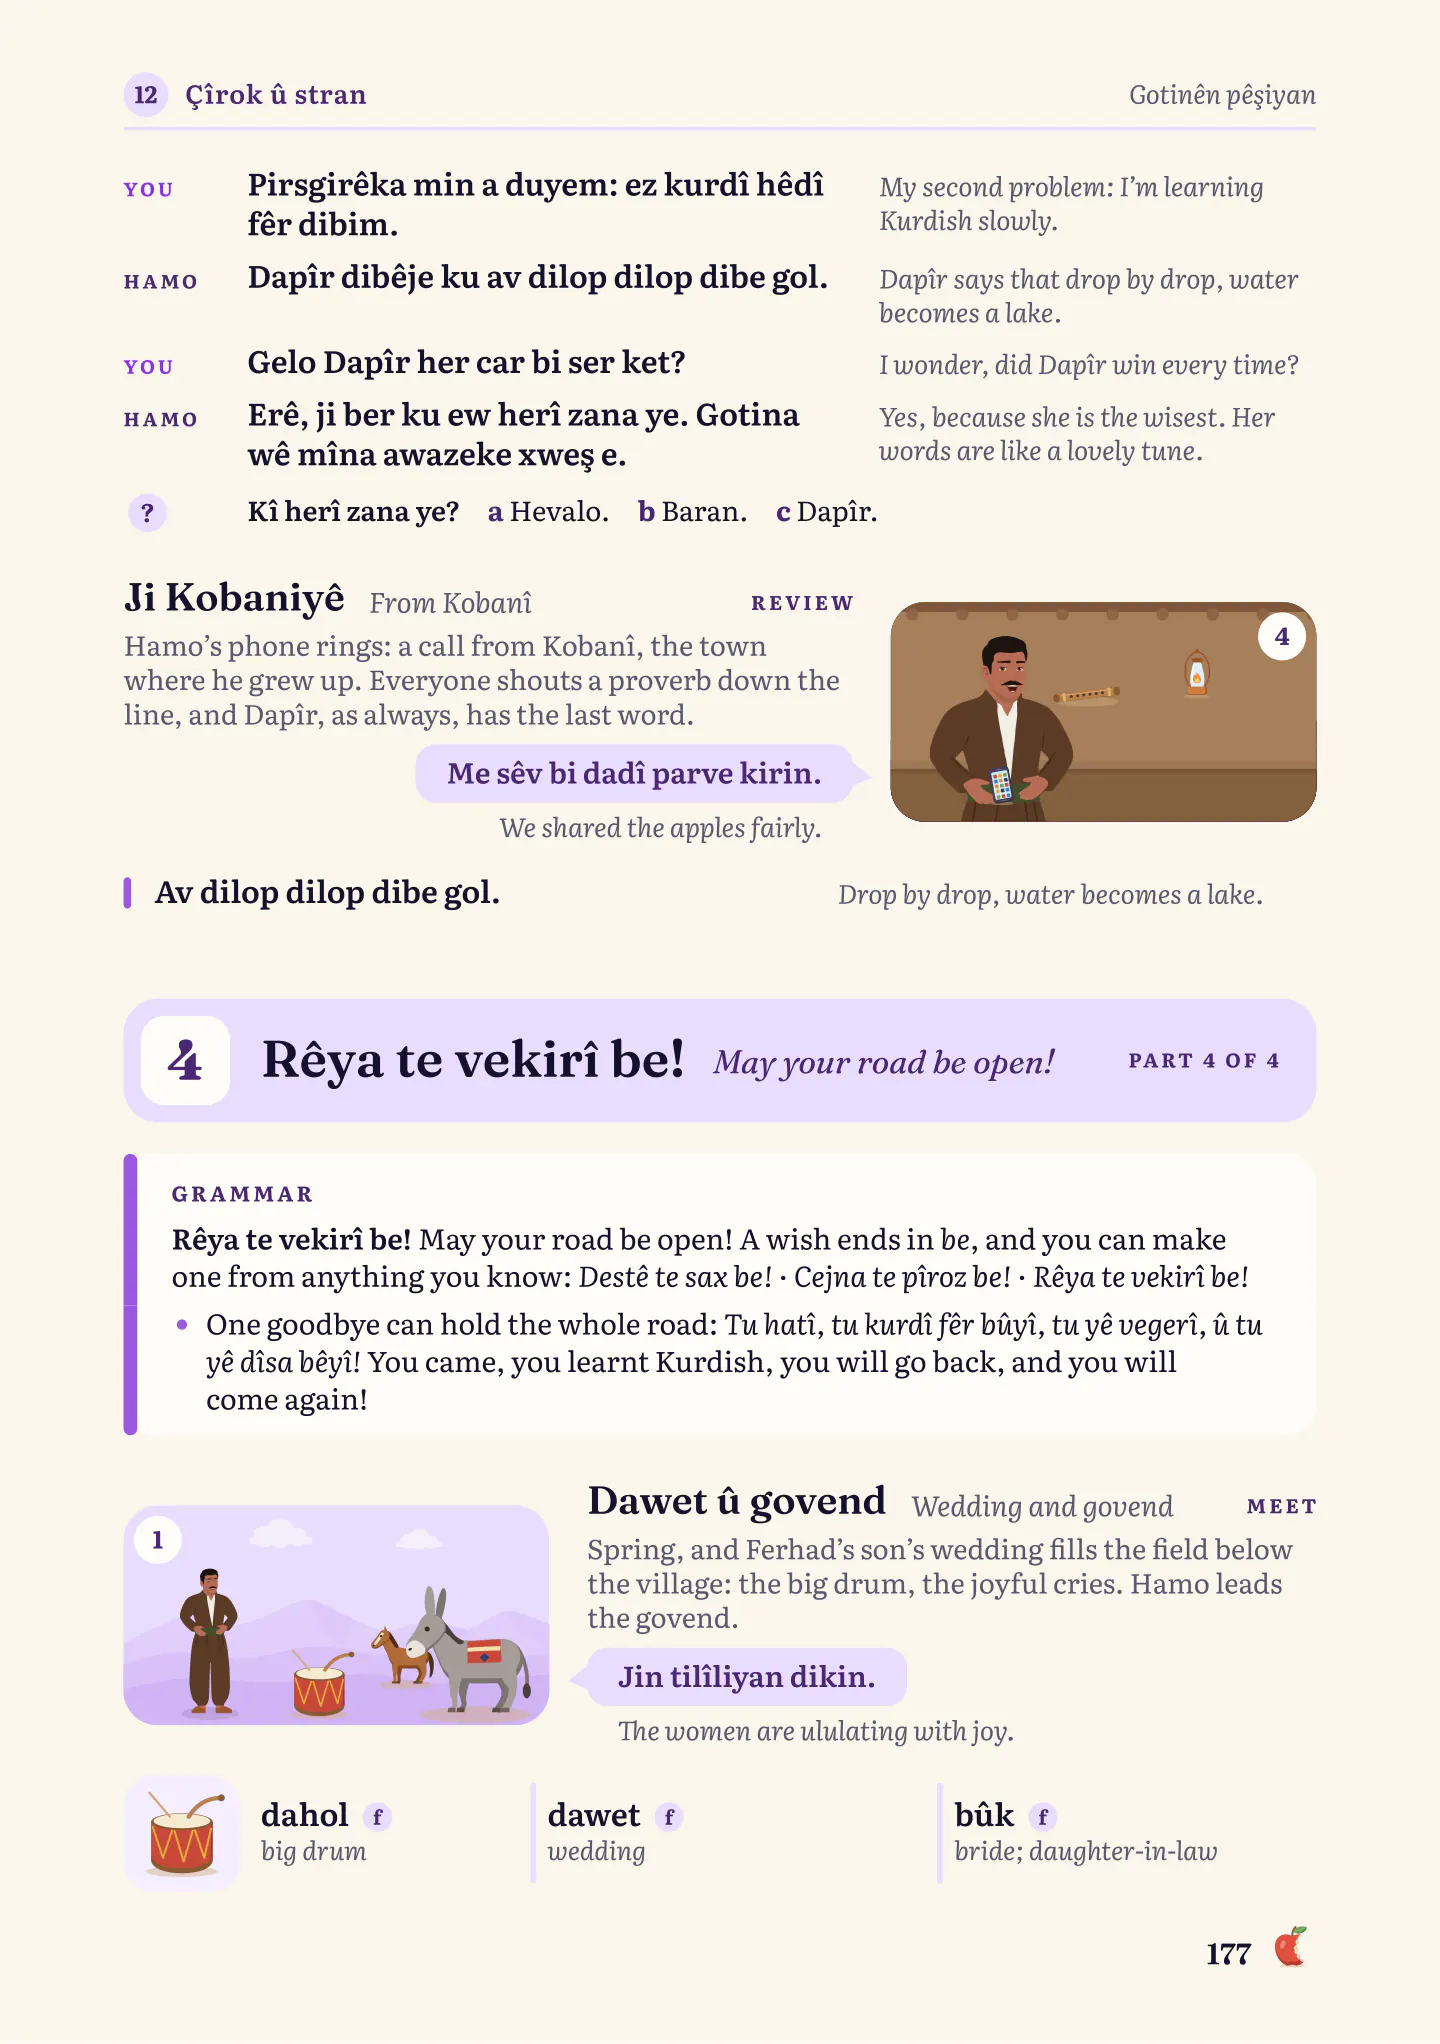 12 Çîrok û stran Gotinên pêşiyan
YOU Pirsgirêka min a duyem: ez kurdî hêdî My second problem: I'm learning
fêr dibim. Kurdish slowly.
HAMO Dapîr dibêje ku av dilop dilop dibe gol. Dapîr says that drop by drop, water
becomes a lake.
YOU Gelo Dapîr her car bi ser ket? I wonder, did Dapîr win every time?
HAMO Erê, ji ber ku ew herî zana ye. Gotina Yes, because she is the wisest. Her
wê mîna awazeke xweş e. words are like a lovely tune.
? Kî herî zana ye? a Hevalo. b Baran. c Dapîr.
Ji Kobaniyê From Kobanî REVIEW
Hamo's phone rings: a call from Kobanî, the town
where he grew up. Everyone shouts a proverb down the
line, and Dapîr, as always, has the last word.
Me sêv bi dadî parve kirin.
We shared the apples fairly.
4
Av dilop dilop dibe gol. Drop by drop, water becomes a lake.
4 Rêya te vekirî be! May your road be open! PART 4 OF 4
GRAMMAR
Rêya te vekirî be! May your road be open! A wish ends in be, and you can make
one from anything you know: Destê te sax be! · Cejna te pîroz be! · Rêya te vekirî be!
• One goodbye can hold the whole road: Tu hatî, tu kurdî fêr bûyî, tu yê vegerî, û tu
yê dîsa bêyî! You came, you learnt Kurdish, you will go back, and you will
come again!
1
Dawet û govend Wedding and govend MEET
Spring, and Ferhad's son's wedding fills the field below
the village: the big drum, the joyful cries. Hamo leads
the govend.
Jin tilîliyan dikin.
The women are ululating with joy.
dahol f dawet f bûk f
big drum wedding bride; daughter-in-law
177